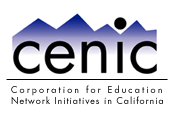 cenic
Corporation for Education
Network Initiatives in California